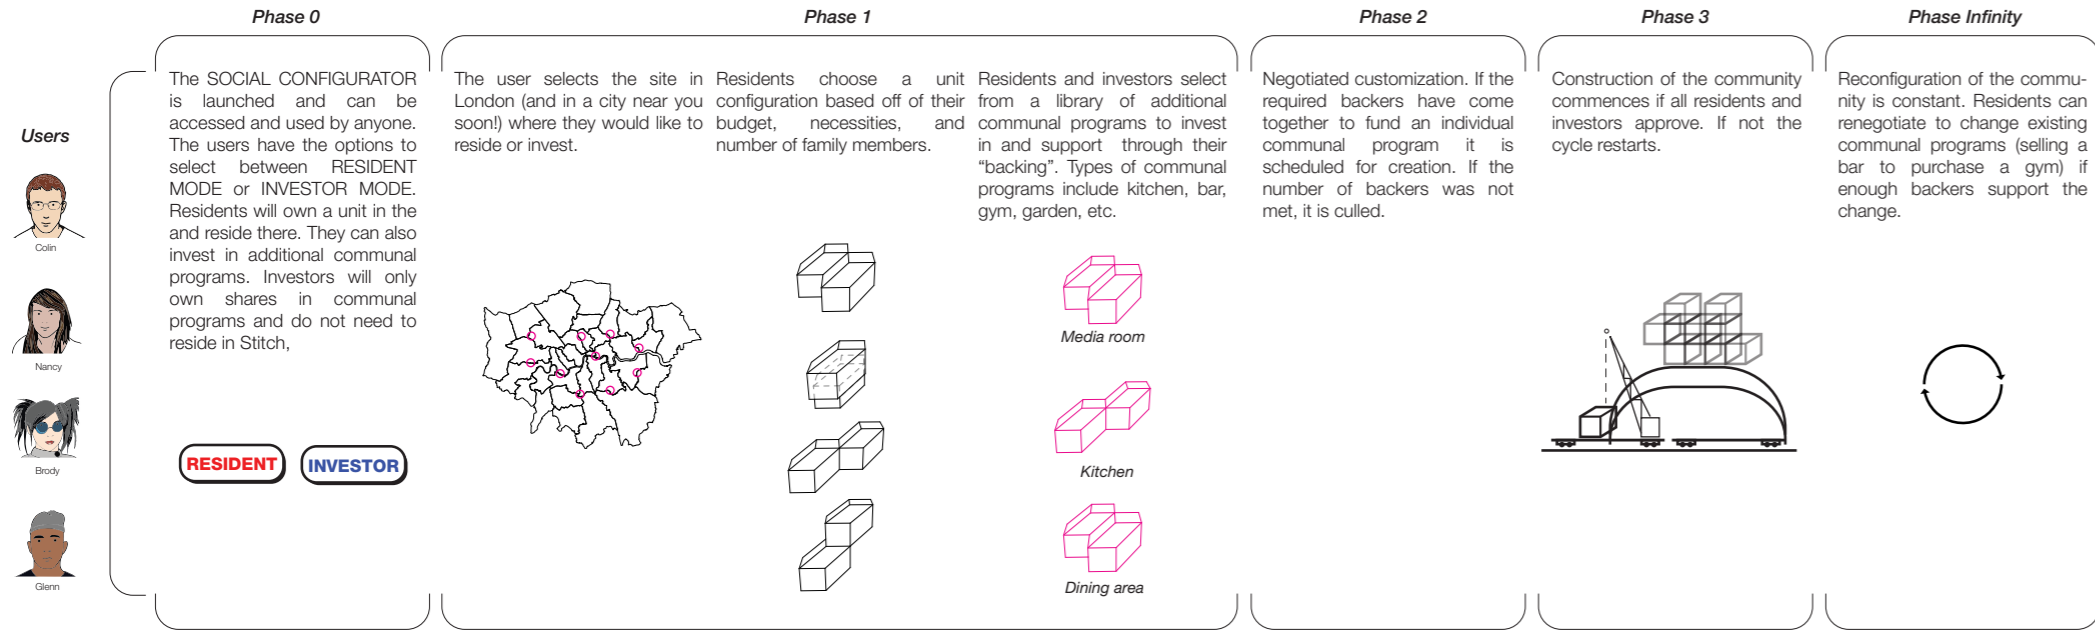 Phase 0
Phase 1
Phase 2
Phase 3
Phase Infinity
Users
Colin
Nancy
Brody
Glenn
The SOCIAL CONFIGURATOR
is launched and can be
accessed and used by anyone.
The users have the options to
select between RESIDENT
MODE or INVESTOR MODE.
Residents will own a unit in the
and reside there. They can also
invest in additional communal
programs. Investors will only
own shares in communal
programs and do not need to
reside in Stitch,
RESIDENT
INVESTOR
The user selects the site in
London (and in a city near you
soon!) where they would like to
reside or invest.
Residents choose a unit
configuration based off of their
budget, necessities, and
number of family members.
Residents and investors select
from a library of additional
communal programs to invest
in and support through their
“backing”. Types of communal
programs include kitchen, bar,
gym, garden, etc.
Media room
Kitchen
Dining area
Negotiated customization. If the
required backers have come
together to fund an individual
communal program it is
scheduled for creation. If the
number of backers was not
met, it is culled.
Construction of the community
commences if all residents and
investors approve. If not the
cycle restarts.
Reconfiguration of the commu-
nity is constant. Residents can
renegotiate to change existing
communal programs (selling a
bar to purchase a gym) if
enough backers support the
change.